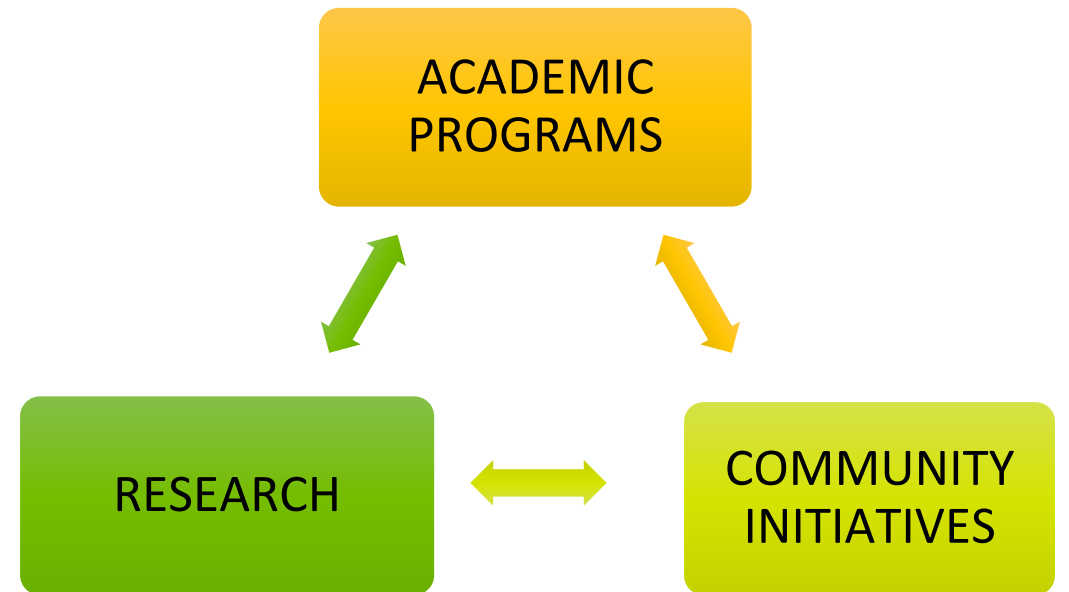 ACADEMIC
PROGRAMS
RESEARCH
COMMUNITY
INITIATIVES